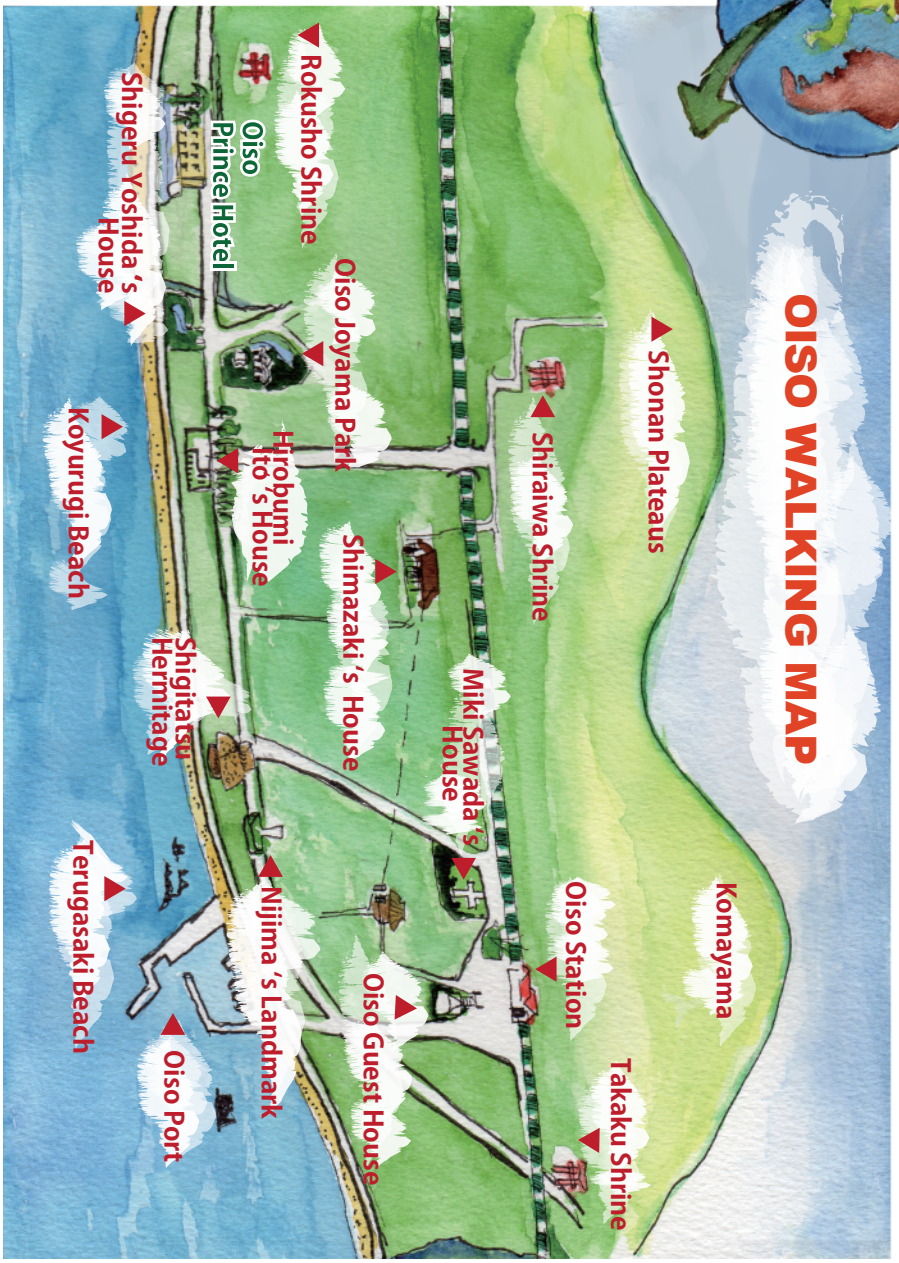 OISO WALKING MAP
Shonan Plateaus
Komayama
Rokusho Shrine
Shiraiwa Shrine
Oiso Station
Takaku Shrine
Oiso
Prince Hotel
Oiso Joyama Park
Hirobumi
Ito 's House
Shimazaki 's House
Miki Sawada 's
House
Oiso Guest House
Shigeru Yoshida 's
House
Koyurugi Beach
Shigitatsu
Hermitage
Nijima 's Landmark
Terugasaki Beach
Oiso Port